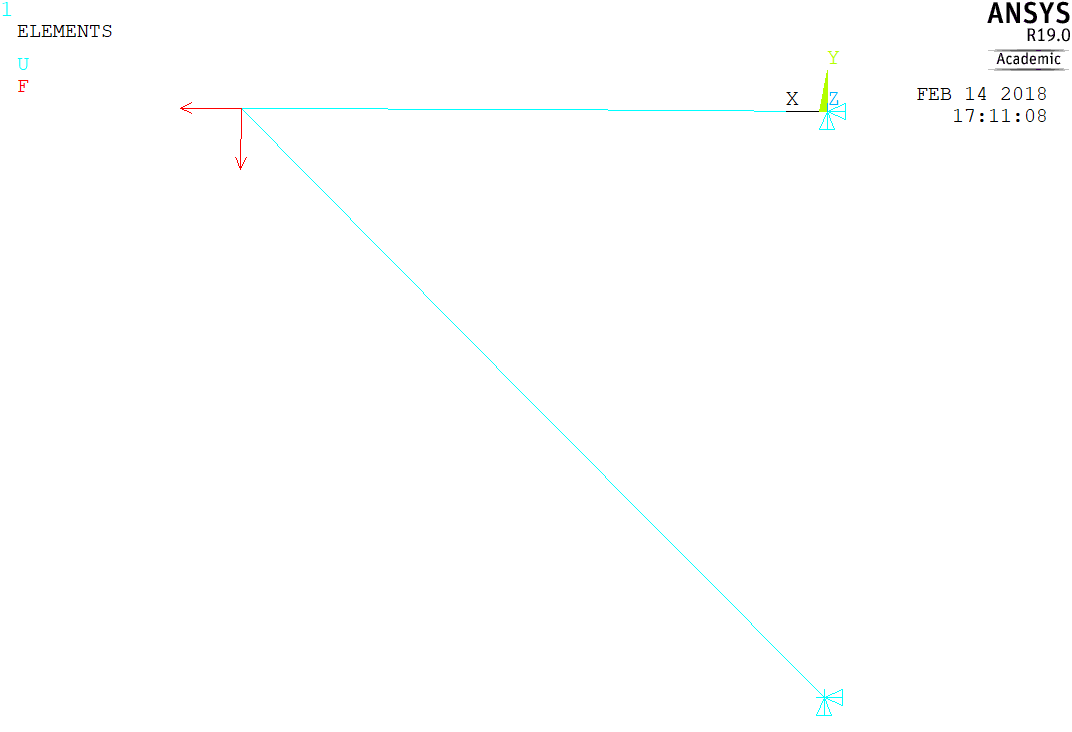 1
ELEMENTS
U
F
ANSYS
R19.0
Academic
FEB 14 2018
17:11:08
Y
X
Z